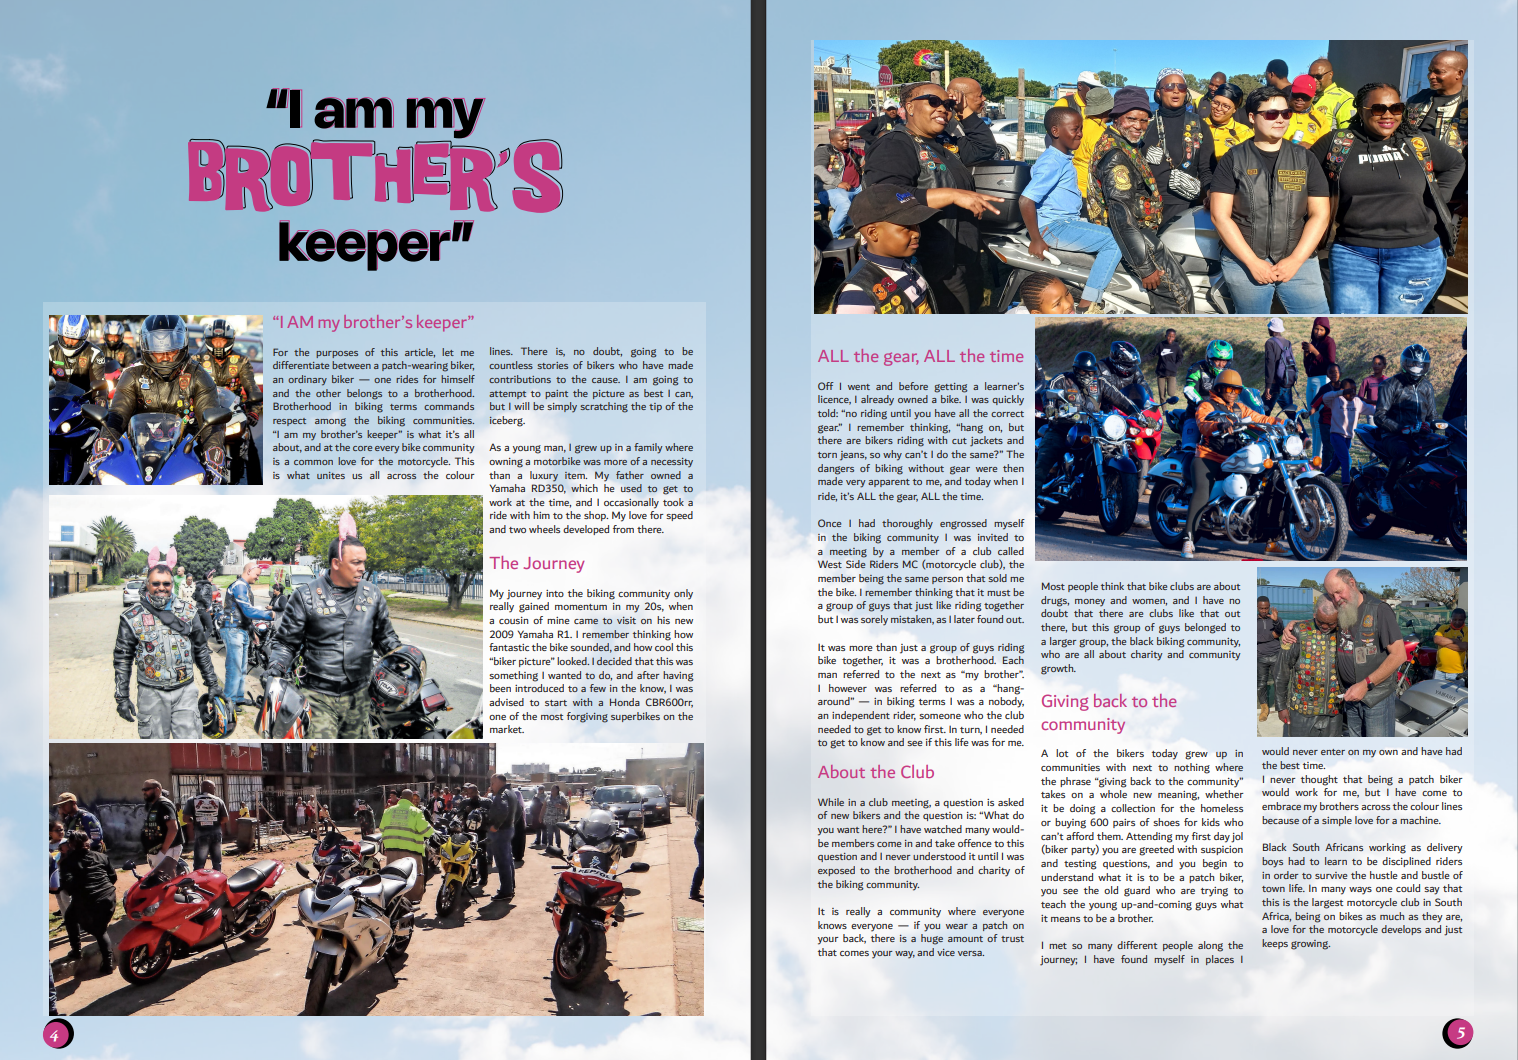 “I am my
BROTHER’S
keeper”
“I AM my brother’s keeper”
For the purposes of this article, let me
differentiate between a patch-wearing biker,
an ordinary biker — one rides for himself
and the other belongs to a brotherhood.
Brotherhood in biking terms commands
respect among the biking communities.
“I am my brother’s keeper” is what it’s all
about, and at the core every bike community
is a common love for the motorcycle. This
is what unites us all across the colour
lines. There is, no doubt, going to be
countless stories of bikers who have made
contributions to the cause. I am going to
attempt to paint the picture as best I can,
but I will be simply scratching the tip of the
iceberg.
As a young man, I grew up in a family where
owning a motorbike was more of a necessity
than a luxury item. My father owned a
Yamaha RD350, which he used to get to
work at the time, and I occasionally took a
ride with him to the shop. My love for speed
and two wheels developed from there.
The Journey
My journey into the biking community only
really gained momentum in my 20s, when
a cousin of mine came to visit on his new
2009 Yamaha R1. I remember thinking how
fantastic the bike sounded, and how cool this
“biker picture” looked. I decided that this was
something I wanted to do, and after having
been introduced to a few in the know, I was
advised to start with a Honda CBR600rr,
one of the most forgiving superbikes on the
market.
REPSOL
4
PUMA
ALL the gear, ALL the time
Off I went and before getting a learner’s
licence, I already owned a bike. I was quickly
told: “no riding until you have all the correct
gear.” I remember thinking, “hang on, but
there are bikers riding with cut jackets and
torn jeans, so why can’t I do the same?” The
dangers of biking without gear were then
made very apparent to me, and today when I
ride, it’s ALL the gear, ALL the time.
Once I had thoroughly engrossed myself
in the biking community I was invited to
a meeting by a member of a club called
West Side Riders MC (motorcycle club), the
member being the same person that sold me
the bike. I remember thinking that it must be
a group of guys that just like riding together
but I was sorely mistaken, as I later found out.
It was more than just a group of guys riding
bike together, it was a brotherhood. Each
man referred to the next as “my brother”.
I however was referred to as a “hang-
around” — in biking terms I was a nobody,
an independent rider, someone who the club
needed to get to know first. In turn, I needed
to get to know and see if this life was for me.
About the Club
While in a club meeting, a question is asked
of new bikers and the question is: “What do
you want here?” I have watched many would-
be members come in and take offence to this
question and I never understood it until I was
exposed to the brotherhood and charity of
the biking community.
It is really a community where everyone
knows everyone — if you wear a patch on
your back, there is a huge amount of trust
that comes your way, and vice versa.
Most people think that bike clubs are about
drugs, money and women, and I have no
doubt that there are clubs like that out
there, but this group of guys belonged to
a larger group, the black biking community,
who are all about charity and community
growth.
Giving back to the
community
A lot of the bikers today grew up in
communities with next to nothing where
the phrase “giving back to the community”
takes on a whole new meaning, whether
it be doing a collection for the homeless
or buying 600 pairs of shoes for kids who
can’t afford them. Attending my first day jol
(biker party) you are greeted with suspicion
and testing questions, and you begin to
understand what it is to be a patch biker,
you see the old guard who are trying to
teach the young up-and-coming guys what
it means to be a brother.
I met so many different people along the
journey; I have found myself in places I
YAMAHA
would never enter on my own and have had
the best time.
I never thought that being a patch biker
would work for me, but I have come to
embrace my brothers across the colour lines
because of a simple love for a machine.
Black South Africans working as delivery
boys had to learn to be disciplined riders
in order to survive the hustle and bustle of
town life. In many ways one could say that
this is the largest motorcycle club in South
Africa, being on bikes as much as they are,
a love for the motorcycle develops and just
keeps growing.
5